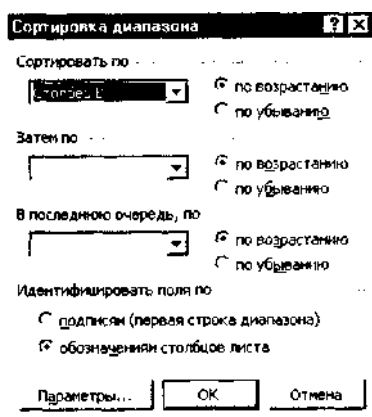 Сортировка диапазона
Сортировать по
Столбец
по возрастанию
по убыванию
Затем по
по возрастанию
по убыванию
В последнюю очередь, по
по возрастанию
по убыванию
Идентифицировать поля по
подписям (первая строка диапазона)
обозначениям столбцов листа
Параметры... ОК Отмена